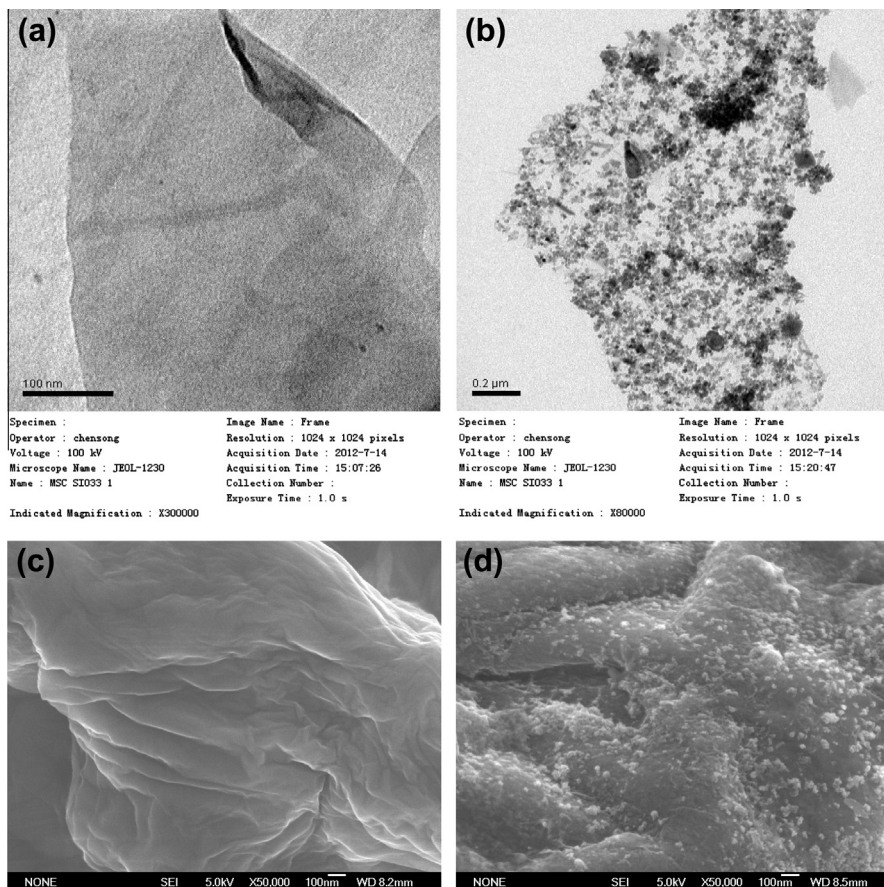 (a)
100 nm
Specimen :
Operator : chensong
Voltage : 100 kV
Microscope Name : JEOL-1230
Name : MSC SI033 1
Indicated Magnification : X300000
Image Name : Frame
Resolution : 1024 x 1024 pixels
Acquisition Date : 2012-7-14
Acquisition Time : 15:07:26
Collection Number :
Exposure Time : 1.0 s
(b)
0.2 µm
Specimen :
Operator : chensong
Voltage : 100 kV
Microscope Name : JEOL-1230
Name : MSC SI033 1
Indicated Magnification : X80000
Image Name : Frame
Resolution : 1024 x 1024 pixels
Acquisition Date : 2012-7-14
Acquisition Time : 15:20:47
Collection Number :
Exposure Time : 1.0 s
(c)
NONE SEI 5.0kV X50,000 100nm WD 8.2mm
(d)
NONE SEI 5.0kV X50,000 100nm WD 8.5mm